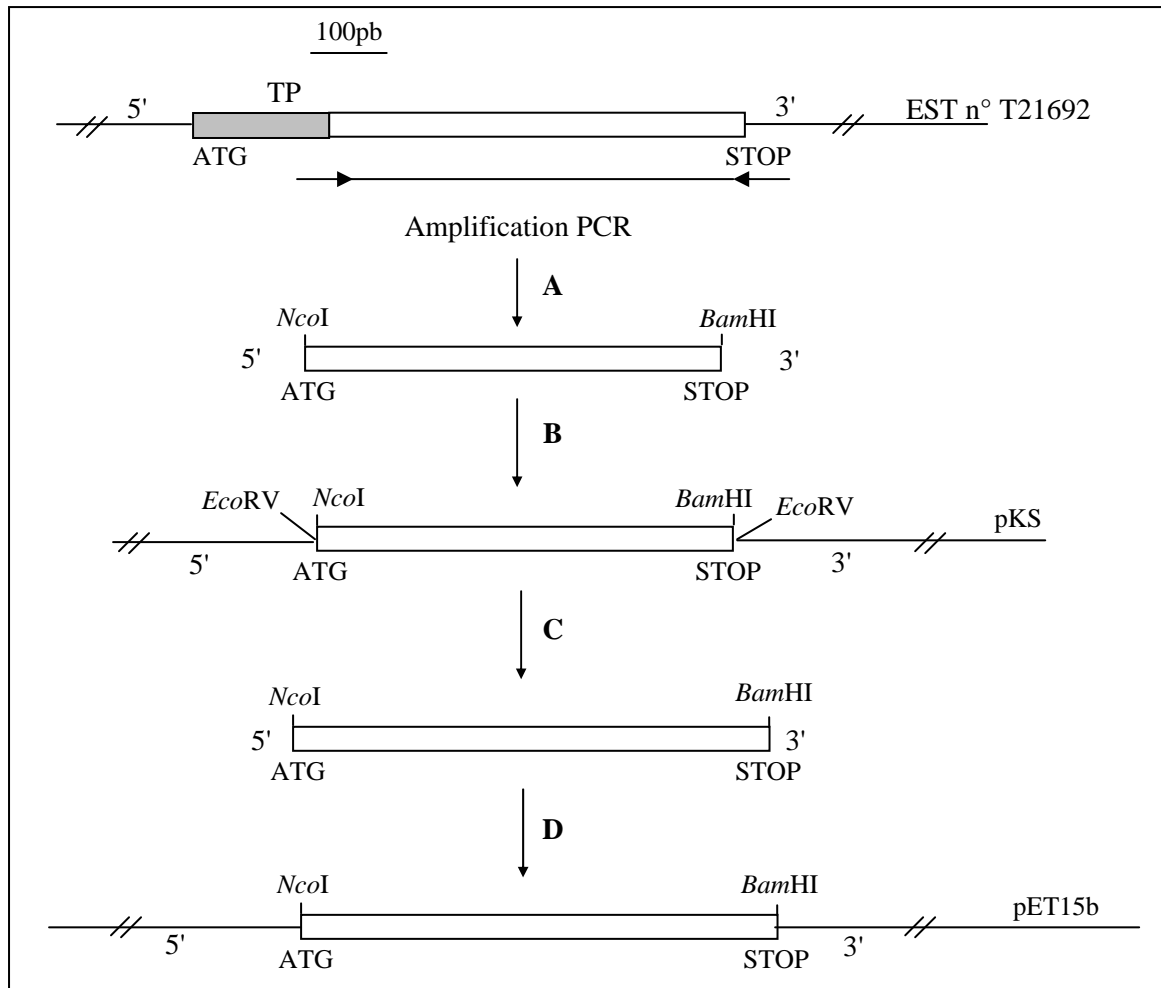 100pb
TP
5' 3' EST n° T21692
ATG STOP
Amplification PCR
A
NcoI BamHI
5' 3'
ATG STOP
B
EcoRV NcoI BamHI EcoRV pKS
5' ATG STOP 3'
C
NcoI BamHI
5' 3'
ATG STOP
D
NcoI BamHI pET15b
5' ATG STOP 3'